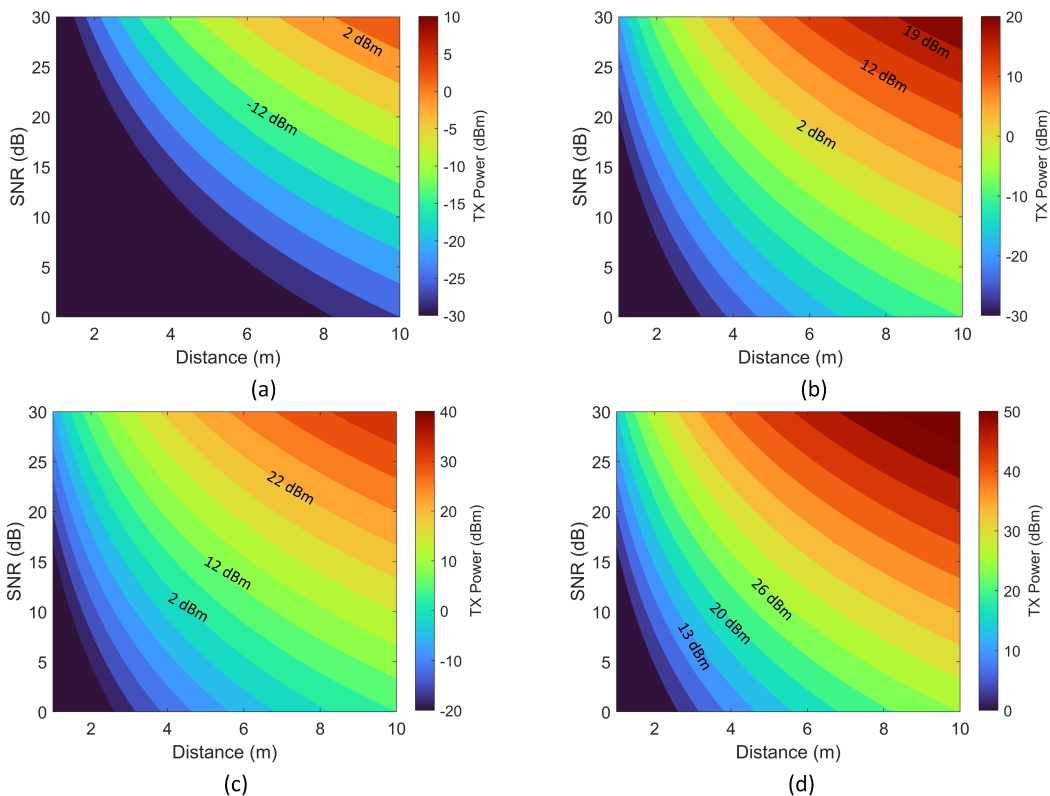 30
25
20
15
10
5
0
SNR (dB)
2 dBm
-12 dBm
2
4
6
8
10
Distance (m)
10
5
0
-5
-10
-15
-20
-25
-30
TX Power (dBm)
(a)
30
25
20
15
10
5
0
SNR (dB)
19 dBm
12 dBm
2 dBm
2
4
6
8
10
Distance (m)
20
10
0
-10
-20
-30
TX Power (dBm)
(b)
30
25
20
15
10
5
0
SNR (dB)
22 dBm
12 dBm
2 dBm
2
4
6
8
10
Distance (m)
40
30
20
10
0
-10
-20
TX Power (dBm)
(c)
30
25
20
15
10
5
0
SNR (dB)
26 dBm
20 dBm
13 dBm
2
4
6
8
10
Distance (m)
50
40
30
20
10
0
TX Power (dBm)
(d)